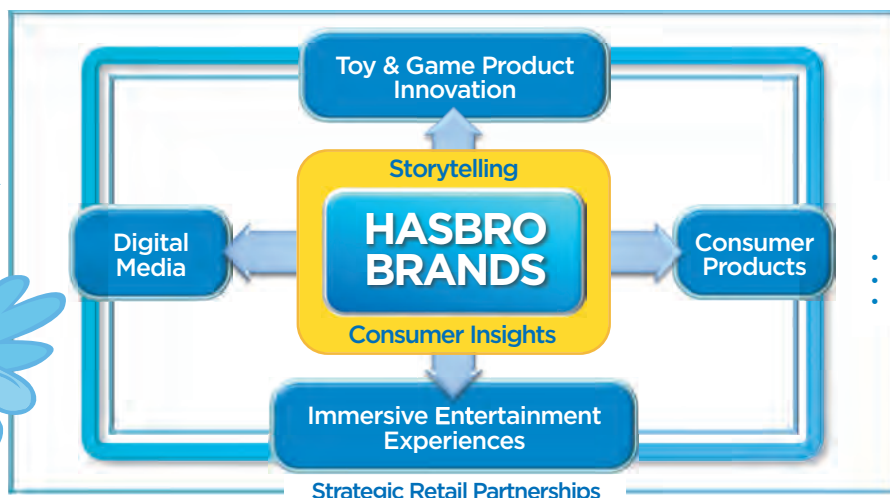 Toy & Game Product
Innovation
Storytelling
Digital
Media
HASBRO
BRANDS
Consumer
Products
Consumer Insights
Immersive Entertainment
Experiences
Strategic Retail Partnerships